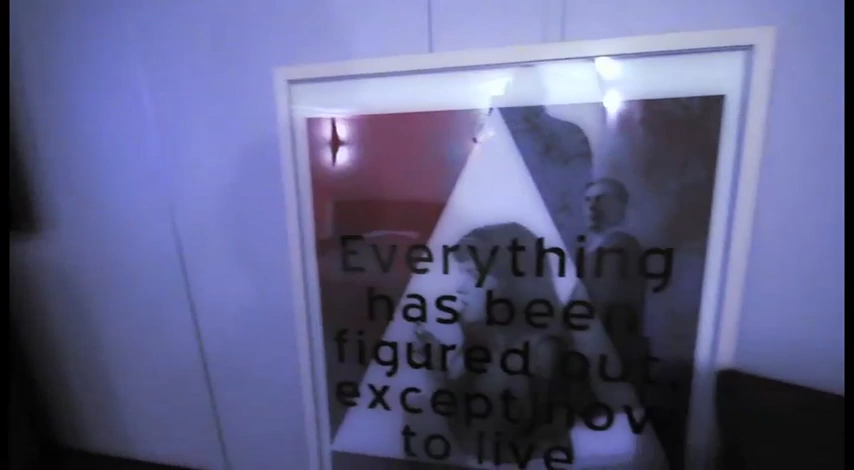 Everything
has been
figured out,
except how
to live